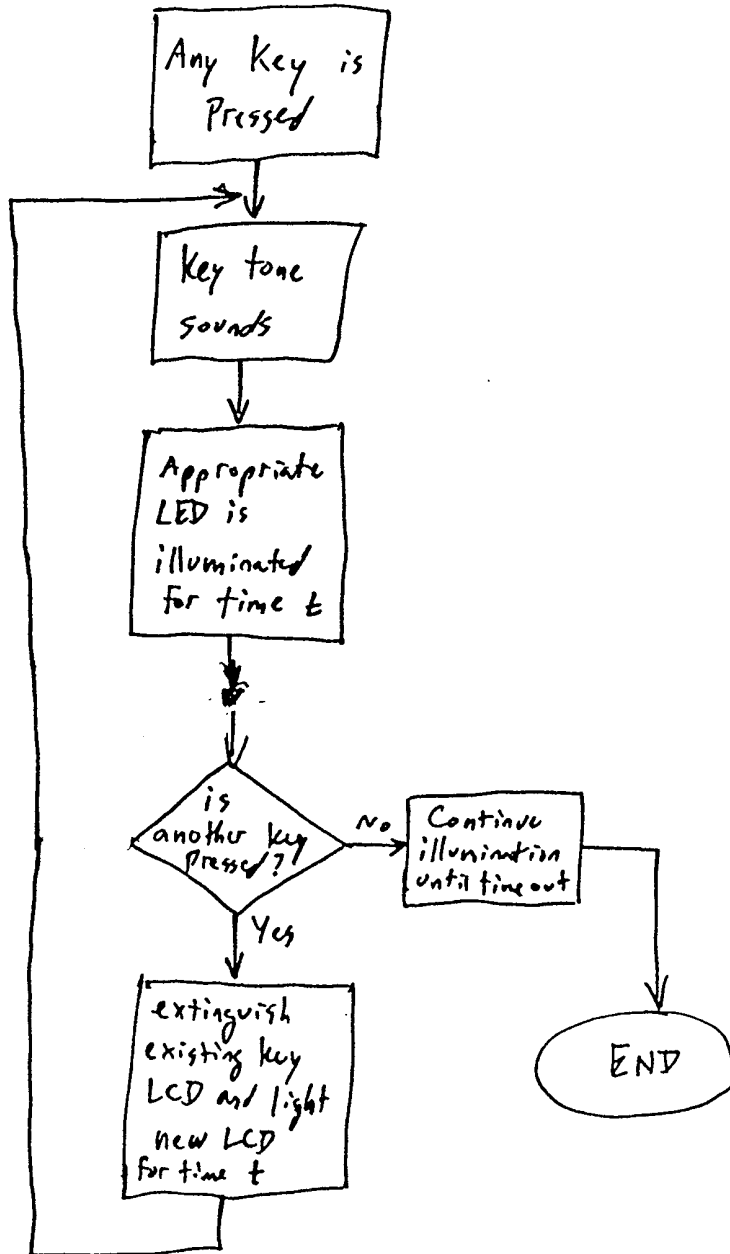 Any Key is
Pressed
Key tone
sounds
Appropriate
LED is
illuminated
for time t
is
another key
pressed?
No
Continue
illumination
until time out
Yes
extinguish
existing key
LCD and light
new LCD
for time t
END